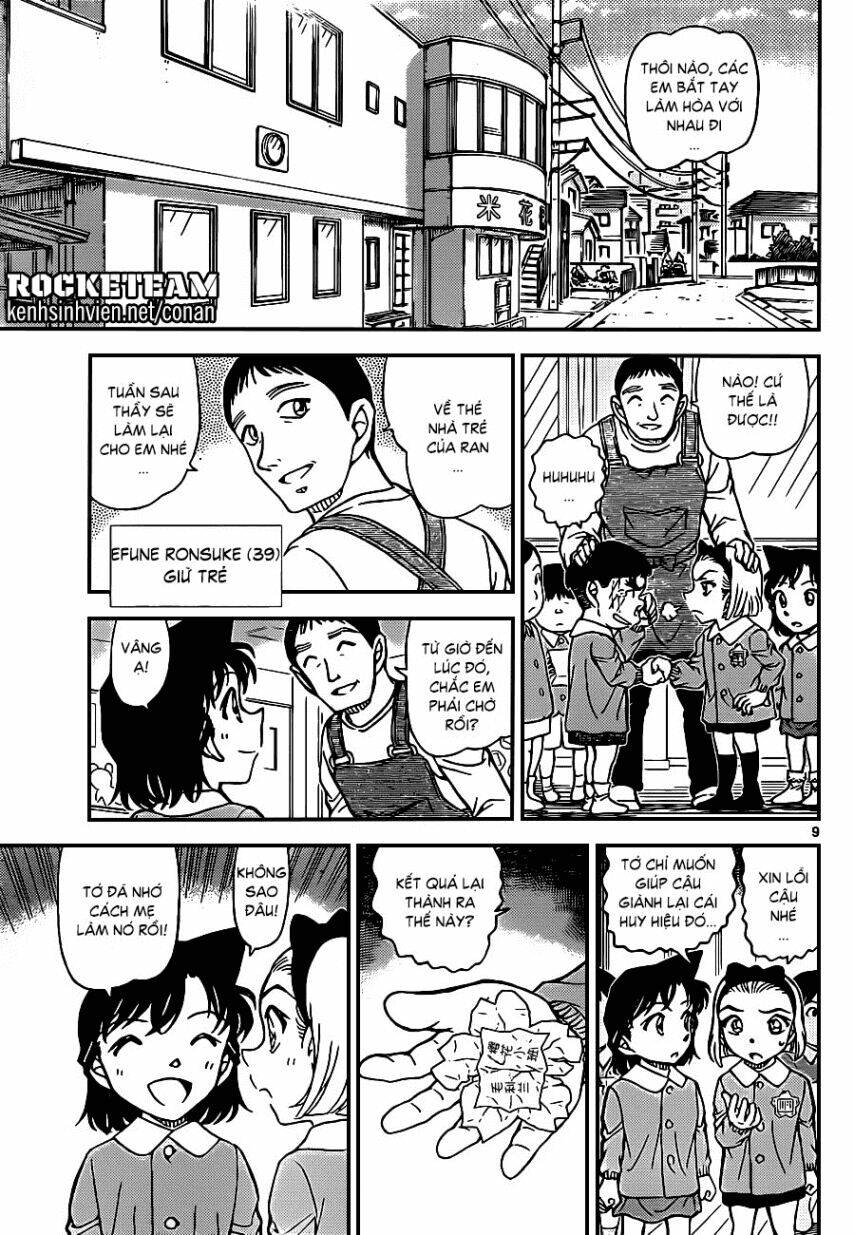 THÔI NÀO, CÁC
EM BẮT TAY
LÀM HÒA VỚI
NHAU ĐI
...
米花
ROCKETEAM
kenhsinhvien.net/conan
NÀO! CỨ
THẾ LÀ
ĐƯỢC!!
HUHUHU
...
VỀ THẺ
NHÀ TRẺ
CỦA RAN
...
TUẦN SAU
THẦY SẼ
LÀM LẠI
CHO EM NHÉ
...
EFUNE RONSUKE (39)
GIỮ TRẺ
TỪ GIỜ ĐẾN
LÚC ĐÓ,
CHẮC EM
PHẢI CHỜ
RỒI?
VÂNG
Ạ!
9
XIN LỖI
CẬU
NHÉ
...
TỚ CHỈ MUỐN
GIÚP CẬU
GIÀNH LẠI CÁI
HUY HIỆU ĐÓ...
KẾT QUẢ LẠI
THÀNH RA
THẾ NÀY?
毛利兰
KHÔNG
SAO
ĐÂU!
TỚ ĐÃ NHỚ
CÁCH MẸ
LÀM NÓ RỒI!